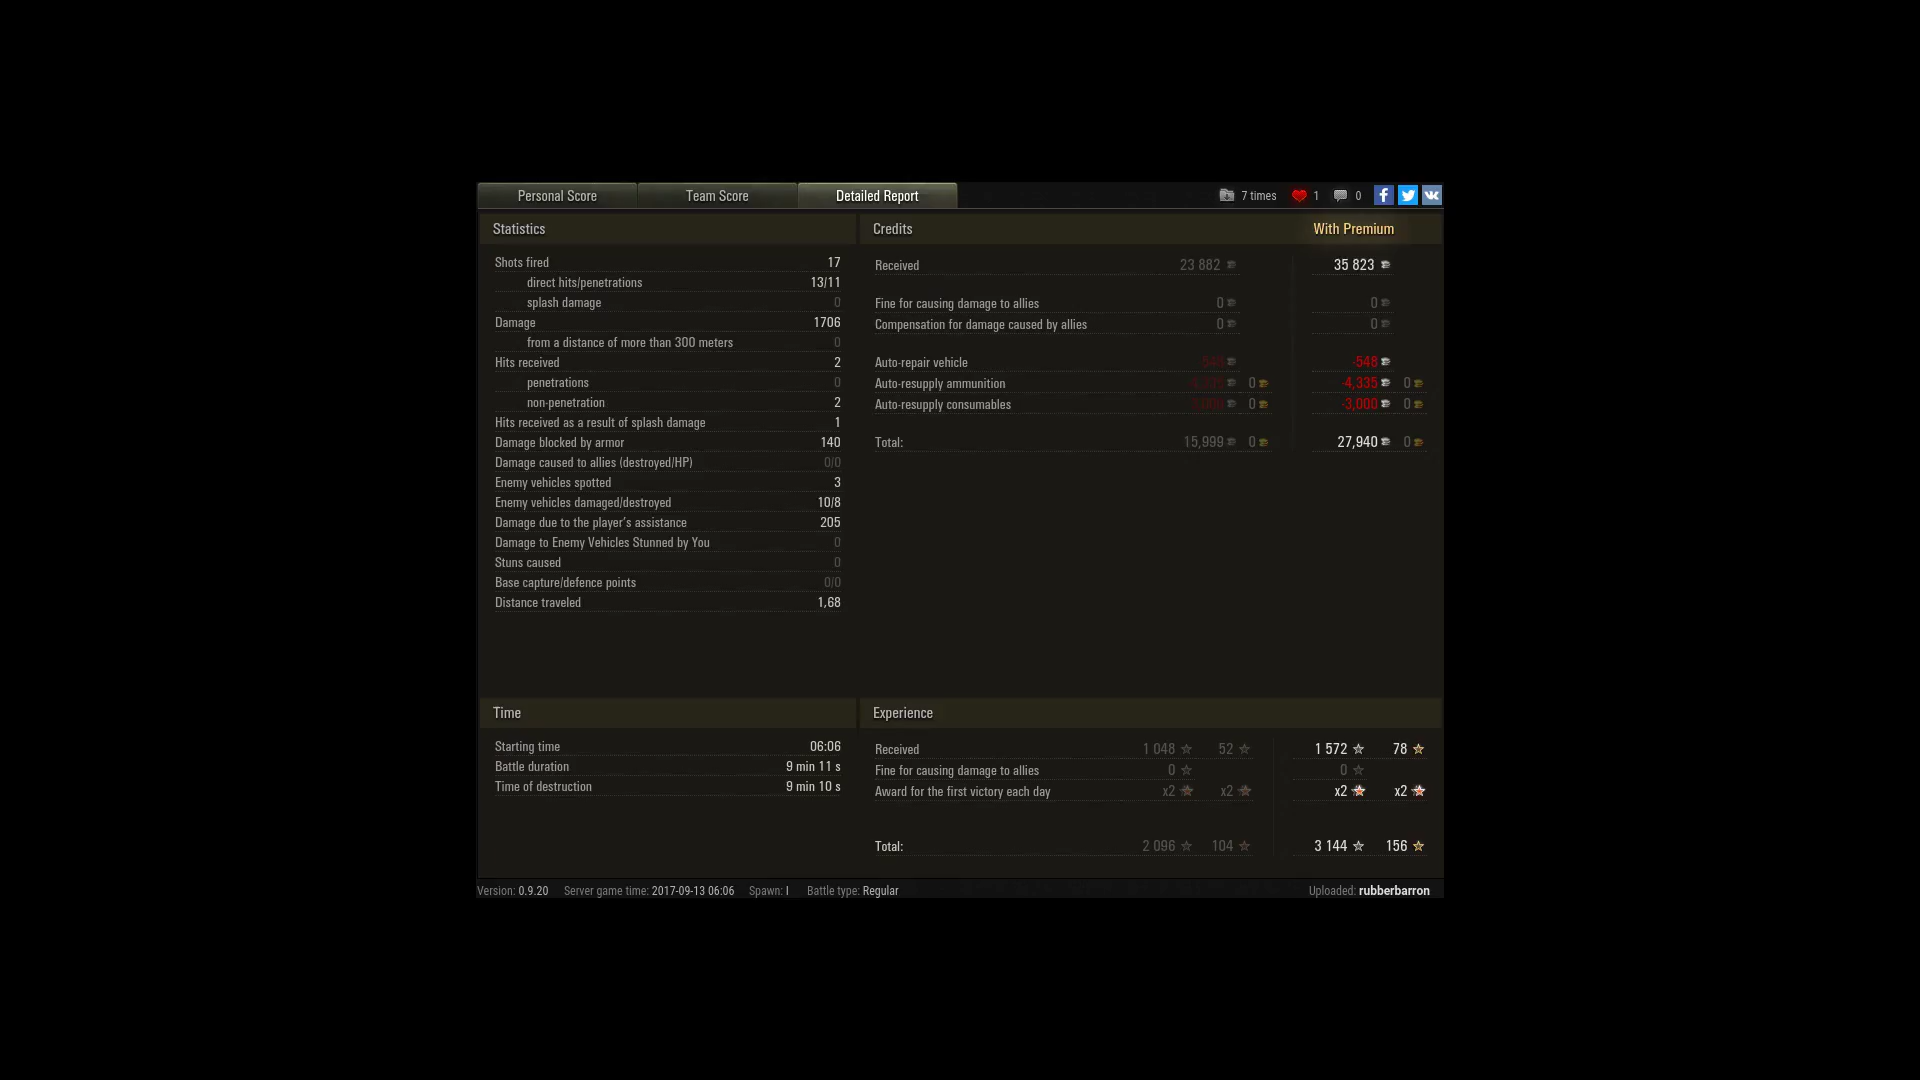 Personal Score Team Score Detailed Report 7 times 1 0
Statistics
Shots fired 17
direct hits/penetrations 13/11
splash damage 0
Damage 1706
from a distance of more than 300 meters 0
Hits received 2
penetrations 0
non-penetration 2
Hits received as a result of splash damage 1
Damage blocked by armor 140
Damage caused to allies (destroyed/HP) 0/0
Enemy vehicles spotted 3
Enemy vehicles damaged/destroyed 10/8
Damage due to the player's assistance 205
Damage to Enemy Vehicles Stunned by You 0
Stuns caused 0
Base capture/defence points 0/0
Distance traveled 1,68
Credits With Premium
Received 23 882 35 823
Fine for causing damage to allies 0 0
Compensation for damage caused by allies 0 0
Auto-repair vehicle -548 -548
Auto-resupply ammunition -4,335 0 -4,335 0
Auto-resupply consumables -3,000 0 -3,000 0
Total: 15,999 0 27,940 0
Time
Starting time 06:06
Battle duration 9 min 11 s
Time of destruction 9 min 10 s
Experience
Received 1 048 52 1 572 78
Fine for causing damage to allies 0 0
Award for the first victory each day x2 x2 x2 x2
Total: 2 096 104 3 144 156
Version: 0.9.20 Server game time: 2017-09-13 06:06 Spawn: I Battle type: Regular Uploaded: rubberbarron